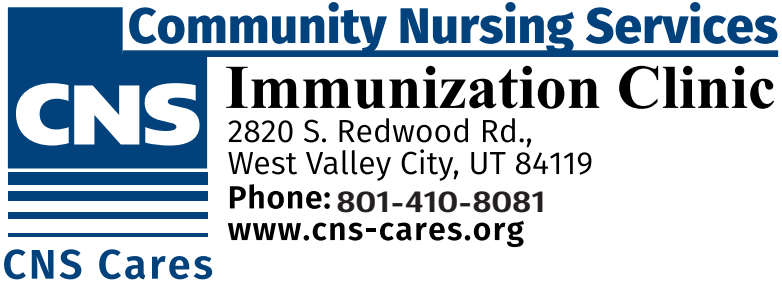 Community Nursing Services
CNS
Immunization Clinic
2820 S. Redwood Rd.,
West Valley City, UT 84119
Phone: 801-410-8081
www.cns-cares.org
CNS Cares